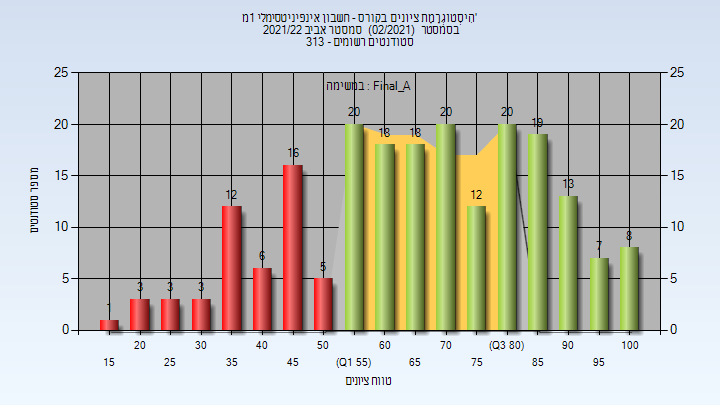 היסטוגרמת ציונים בקורס - חשבון אינפיניטסימלי 1מ'
בסמסטר (02/2021) סמסטר אביב 2021/22
סטודנטים רשומים - 313
במשימה : Final_A
מספר סטודנטים
25 25
20 20
15 15
10 10
5 5
0 0
1 3 3 3 12 6 16 5 20 18 18 20 12 20 19 13 7 8
20 30 40 50 60 70 (Q3 80) 90 100
15 25 35 45 (Q1 55) 65 75 85 95
טווח ציונים